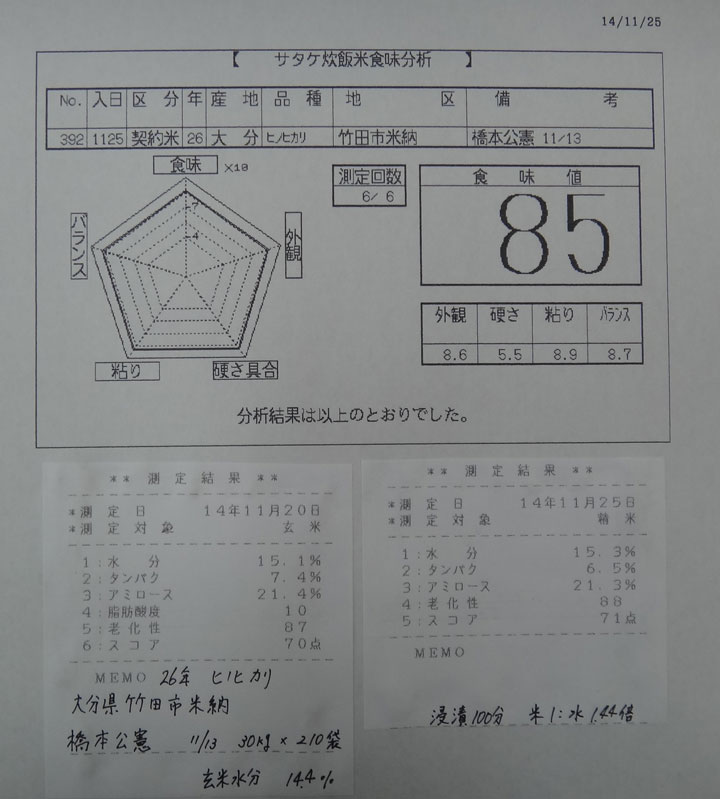 14/11/25
【 サタケ炊飯米食味分析 】
No. 入日 区分 年 産地 品種 地区 備考
392 1125 契約米 26 大分 ヒノヒカリ 竹田市米納 橋本公憲 11/13
食味 ×10
7
4
バランス
外観
粘り
硬さ具合
測定回数
6/ 6
食味値
85
外観 硬さ 粘り バランス
8.6 5.5 8.9 8.7
分析結果は以上のとおりでした。
** 測定結果 **
*測定日 14年11月20日
*測定対象 玄米
1:水分 15.1%
2:タンパク 7.4%
3:アミロース 21.4%
4:脂肪酸度 10
5:老化性 87
6:スコア 70点
MEMO 26年 ヒノヒカリ
大分県竹田市米納
橋本公憲 11/13 30kg×210袋
玄米水分 14.4%
** 測定結果 **
*測定日 14年11月25日
*測定対象 精米
1:水分 15.3%
2:タンパク 6.5%
3:アミロース 21.3%
4:老化性 88
5:スコア 71点
MEMO
浸漬100分 米1:水1.44倍